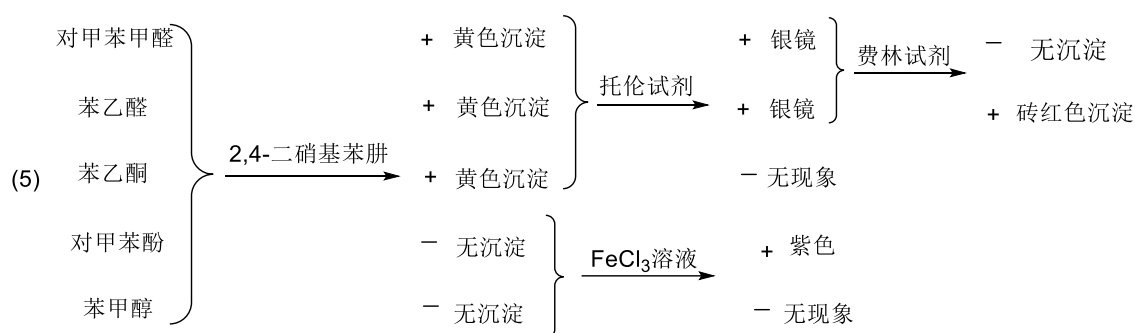 对甲苯甲醛 + 黄色沉淀 + 银镜 费林试剂 − 无沉淀
苯乙醛 + 黄色沉淀 托伦试剂 + 银镜 + 砖红色沉淀
(5) 苯乙酮 2,4-二硝基苯肼 + 黄色沉淀 − 无现象
对甲苯酚 − 无沉淀 FeCl3溶液 + 紫色
苯甲醇 − 无沉淀 − 无现象